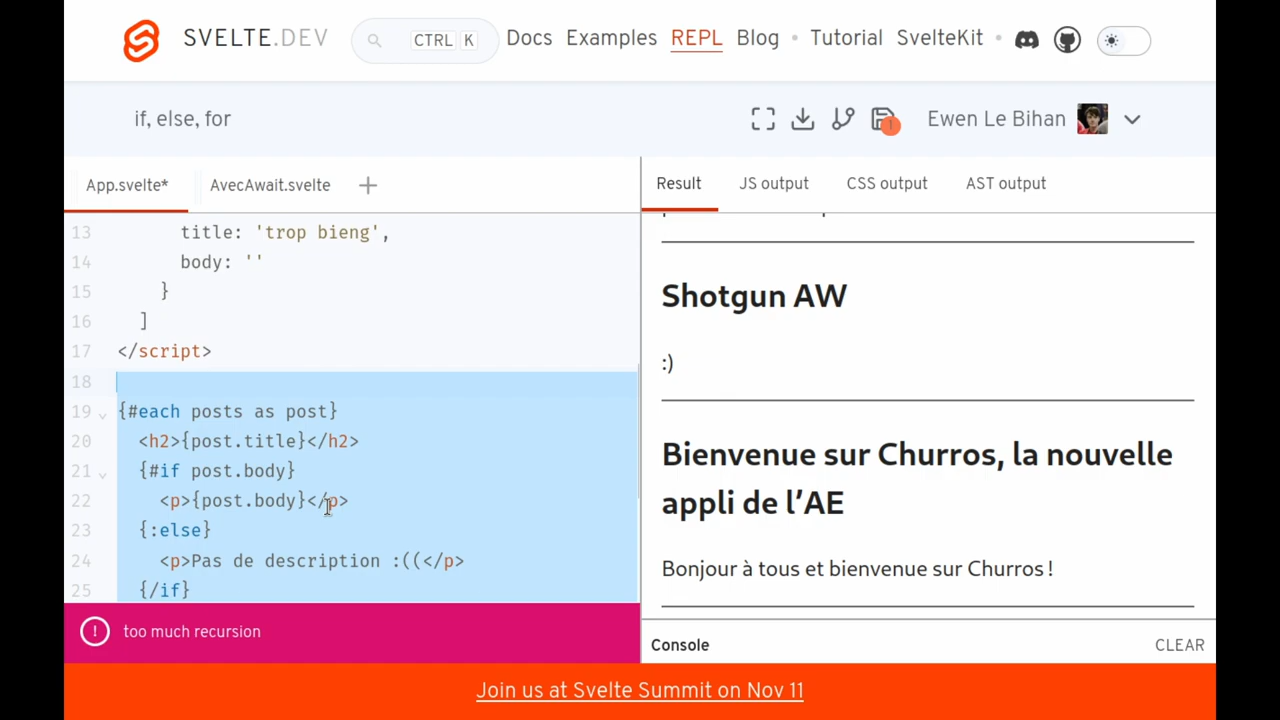 SVELTE.DEV CTRL K Docs Examples REPL Blog • Tutorial SvelteKit •
if, else, for 1 Ewen Le Bihan
App.svelte* AvecAwait.svelte +
Result JS output CSS output AST output
13 title: 'trop bieng',
14 body: ''
15 }
16 ]
17 </script>
18
19 {#each posts as post}
20 <h2>{post.title}</h2>
21 {#if post.body}
22 <p>{post.body}</p>
23 {:else}
24 <p>Pas de description :((</p>
25 {/if}
too much recursion
Shotgun AW
:)
Bienvenue sur Churros, la nouvelle
appli de l’AE
Bonjour à tous et bienvenue sur Churros !
Console CLEAR
Join us at Svelte Summit on Nov 11